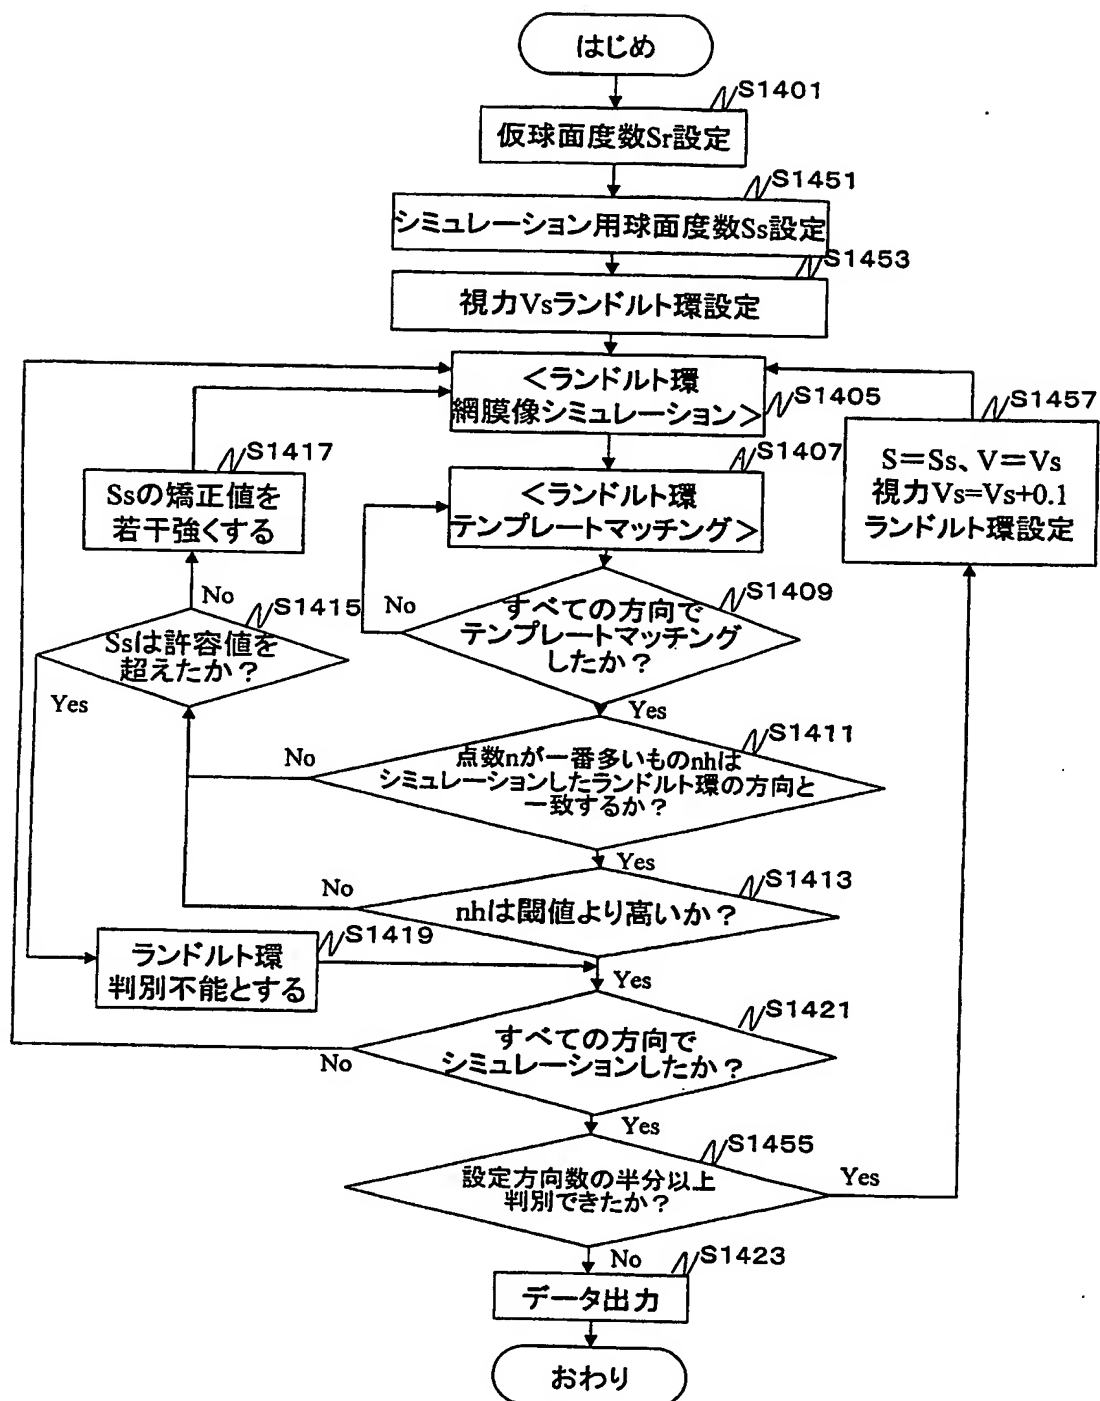 はじめ
S1401
仮球面度数Sr設定
S1451
シミュレーション用球面度数Ss設定
S1453
視力Vsランドルト環設定
＜ランドルト環
網膜像シミュレーション＞
S1405
S1457
S＝Ss、V＝Vs
視力Vs=Vs+0.1
ランドルト環設定
S1417
Ssの矯正値を
若干強くする
S1407
＜ランドルト環
テンプレートマッチング＞
No
S1415
Ssは許容値を
超えたか？
Yes
No
S1409
すべての方向で
テンプレートマッチング
したか？
Yes
No
S1411
点数nが一番多いものnhは
シミュレーションしたランドルト環の方向と
一致するか？
Yes
No
S1413
nhは閾値より高いか？
S1419
ランドルト環
判別不能とする
Yes
S1421
すべての方向で
シミュレーションしたか？
No
Yes
S1455
設定方向数の半分以上
判別できたか？
Yes
No
S1423
データ出力
おわり